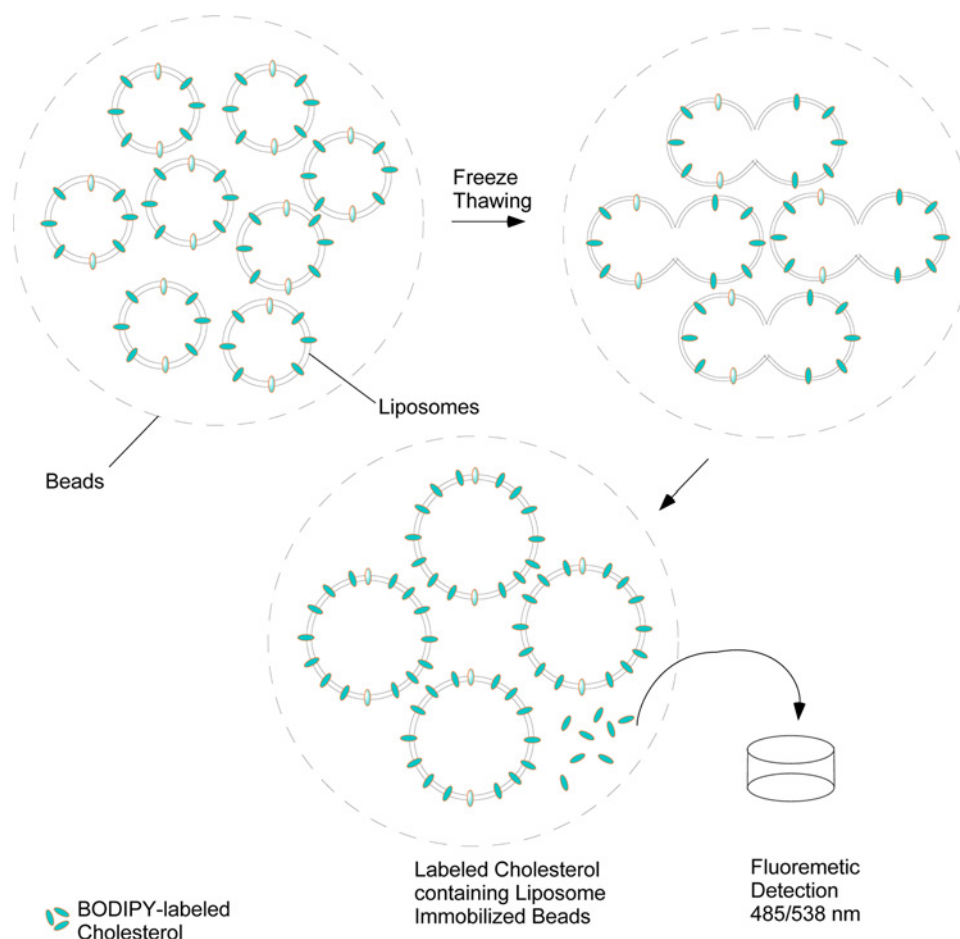 Freeze
Thawing
Liposomes
Beads
Labeled Cholesterol
containing Liposome
Immobilized Beads
Fluoremetic
Detection
485/538 nm
BODIPY-labeled
Cholesterol